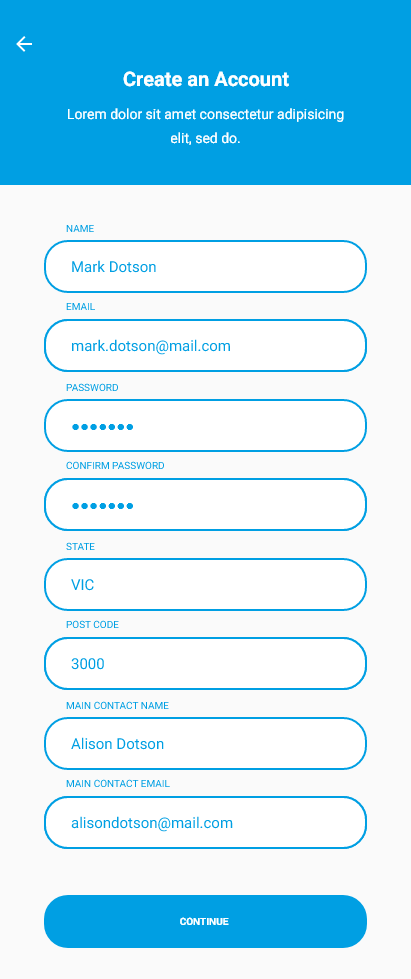 Create an Account
Lorem dolor sit amet consectetur adipisicing
elit, sed do.
NAME
Mark Dotson
EMAIL
mark.dotson@mail.com
PASSWORD
●●●●●●●
CONFIRM PASSWORD
●●●●●●●
STATE
VIC
POST CODE
3000
MAIN CONTACT NAME
Alison Dotson
MAIN CONTACT EMAIL
alisondotson@mail.com
CONTINUE